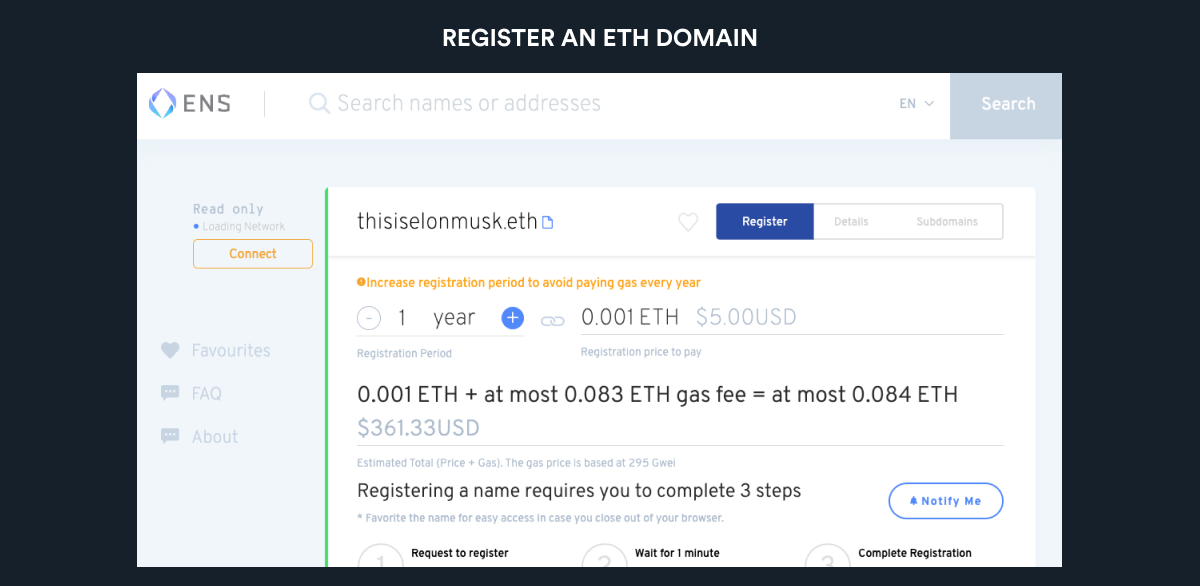 REGISTER AN ETH DOMAIN
ENS
Search names or addresses
EN
Search
Read only
Loading Network
Connect
Favourites
FAQ
About
thisiselonmusk.eth
Register
Details
Subdomains
Increase registration period to avoid paying gas every year
- 1 year +
0.001 ETH $5.00USD
Registration Period
Registration price to pay
0.001 ETH + at most 0.083 ETH gas fee = at most 0.084 ETH
$361.33USD
Estimated Total (Price + Gas). The gas price is based at 295 Gwei
Registering a name requires you to complete 3 steps
* Favorite the name for easy access in case you close out of your browser.
Notify Me
1 Request to register
2 Wait for 1 minute
3 Complete Registration